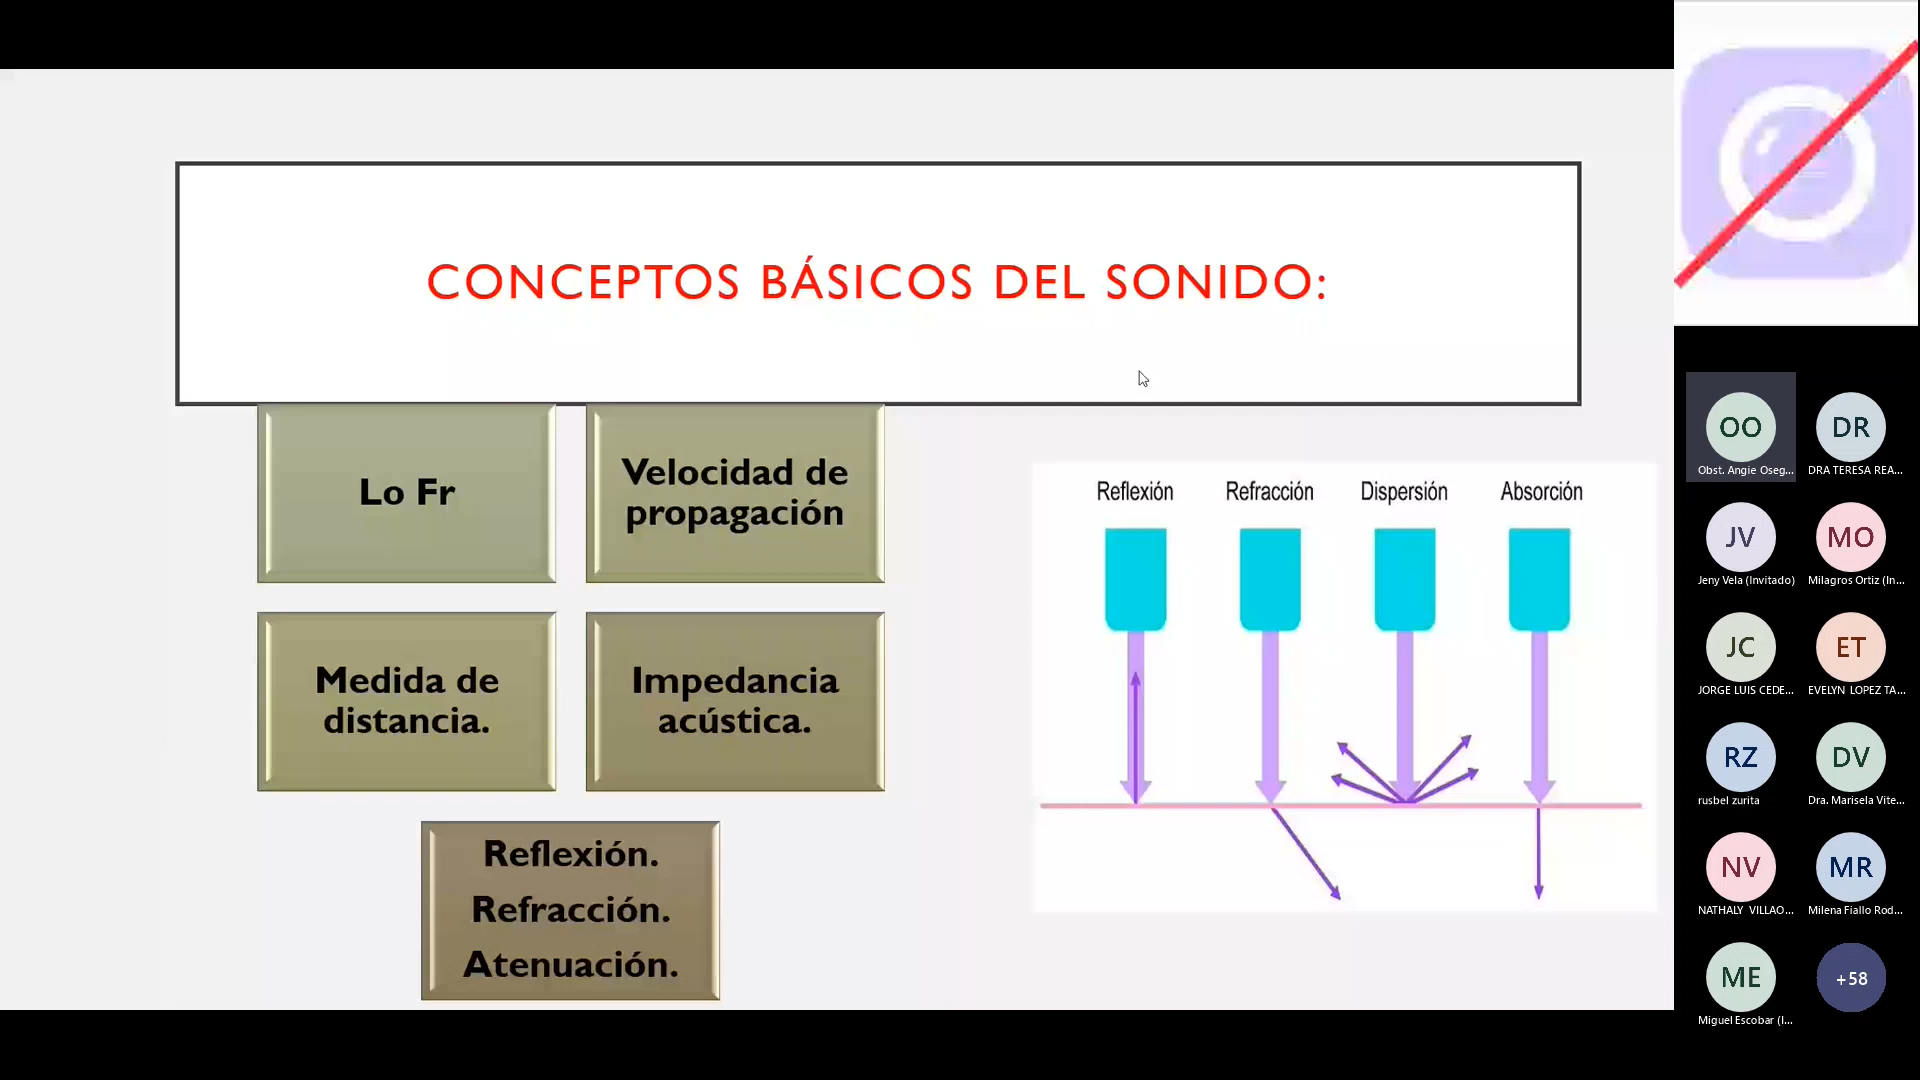 CONCEPTOS BÁSICOS DEL SONIDO:
Lo Fr
Velocidad de
propagación
Medida de
distancia.
Impedancia
acústica.
Reflexión.
Refracción.
Atenuación.
Reflexión
Refracción
Dispersión
Absorción
OO
Obst. Angie Oseg...
DR
DRA TERESA REA...
JV
Jeny Vela (Invitado)
MO
Milagros Ortiz (In...
JC
JORGE LUIS CEDE...
ET
EVELYN LOPEZ TA...
RZ
rusbel zurita
DV
Dra. Marisela Vite...
NV
NATHALY VILLAO...
MR
Milena Fiallo Rod...
ME
Miguel Escobar (I...
+58